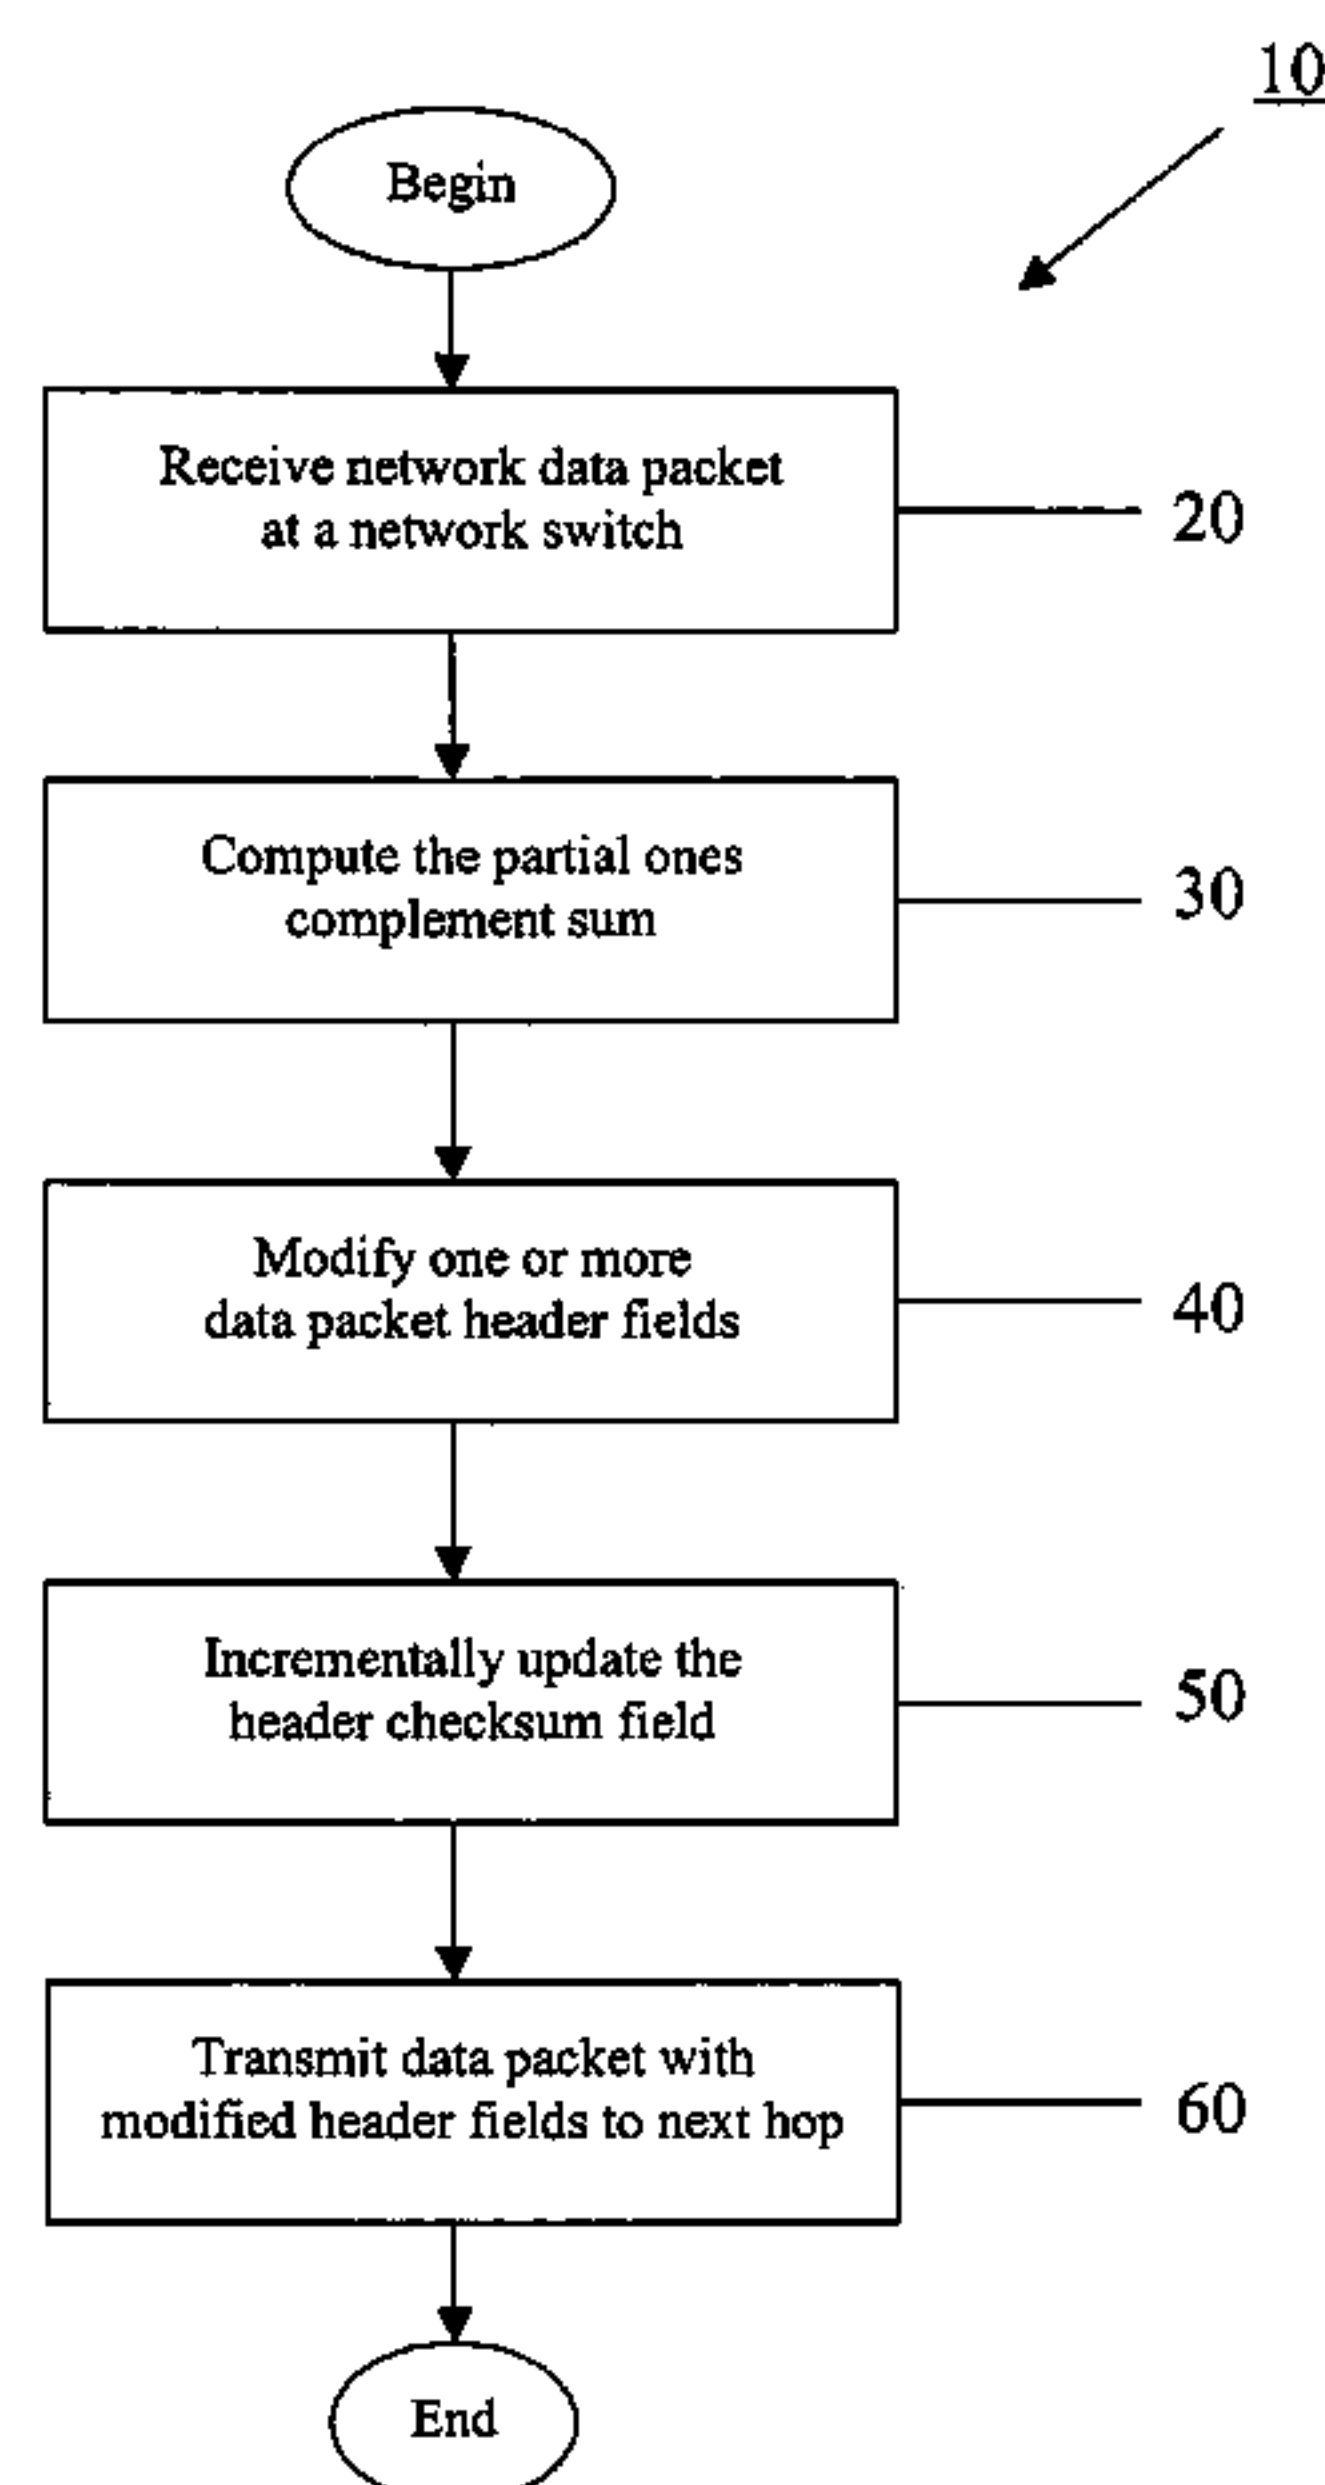 10
Begin
Receive network data packet
at a network switch
20
Compute the partial ones
complement sum
30
Modify one or more
data packet header fields
40
Incrementally update the
header checksum field
50
Transmit data packet with
modified header fields to next hop
60
End